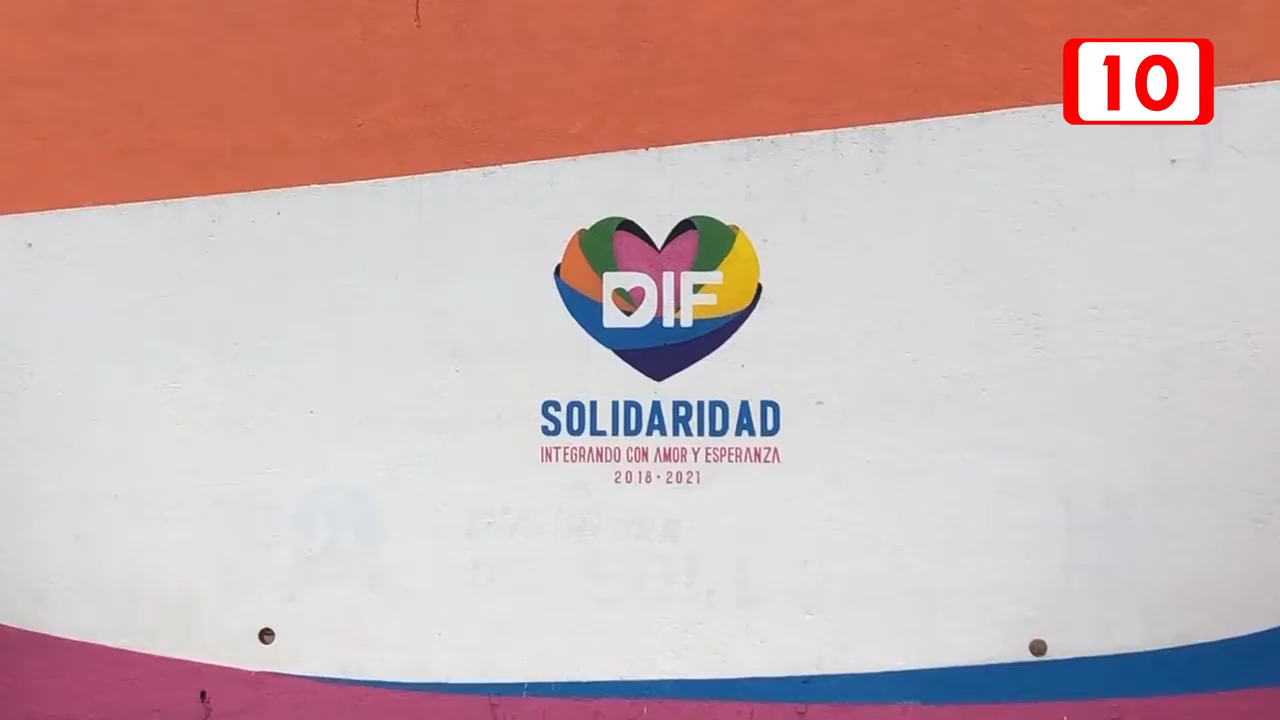 10
DIF
SOLIDARIDAD
INTEGRANDO CON AMOR Y ESPERANZA
2018 • 2021